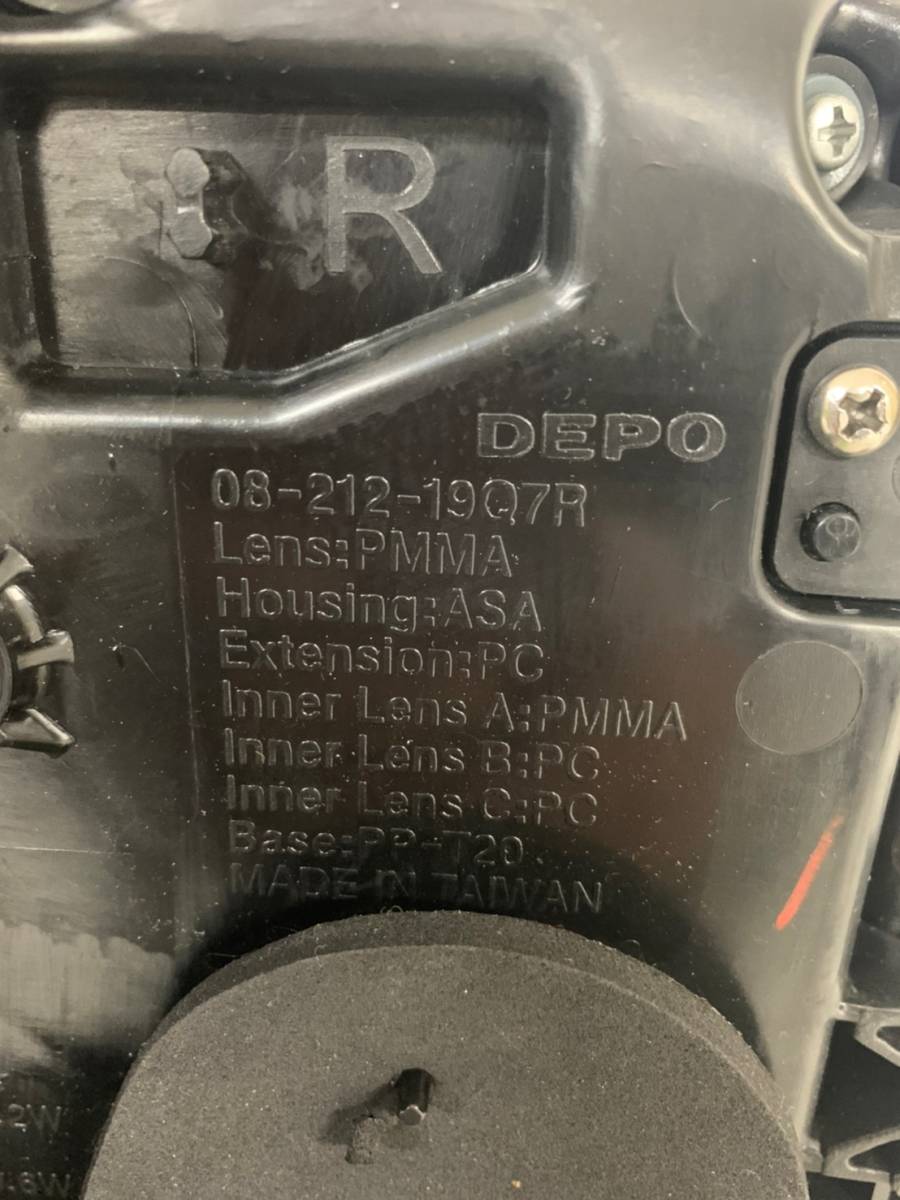 R
DEPO
08-212-19Q7R
Lens:PMMA
Housing:ASA
Extension:PC
Inner Lens A:PMMA
Inner Lens B:PC
Inner Lens C:PC
Base:PP-T20
MADE IN TAIWAN